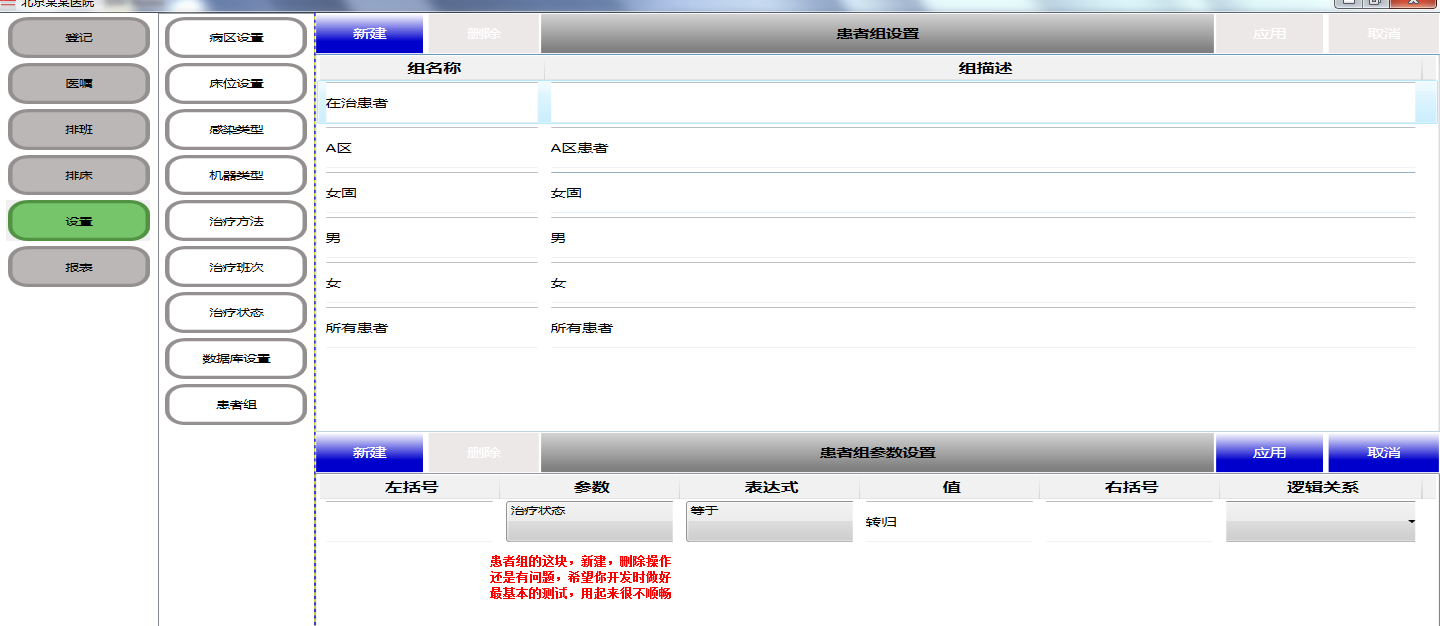 北京某某医院
登记
医嘱
排班
排床
设置
报表
病区设置
床位设置
感染类型
机器类型
治疗方法
治疗班次
治疗状态
数据库设置
患者组
新建 删除 患者组设置 应用 取消
组名称 组描述
在治患者
A区 A区患者
女固 女固
男 男
女 女
所有患者 所有患者
新建 删除 患者组参数设置 应用 取消
左括号 参数 表达式 值 右括号 逻辑关系
治疗状态 等于 转归
患者组的这块，新建，删除操作
还是有问题，希望你开发时做好
最基本的测试，用起来很不顺畅